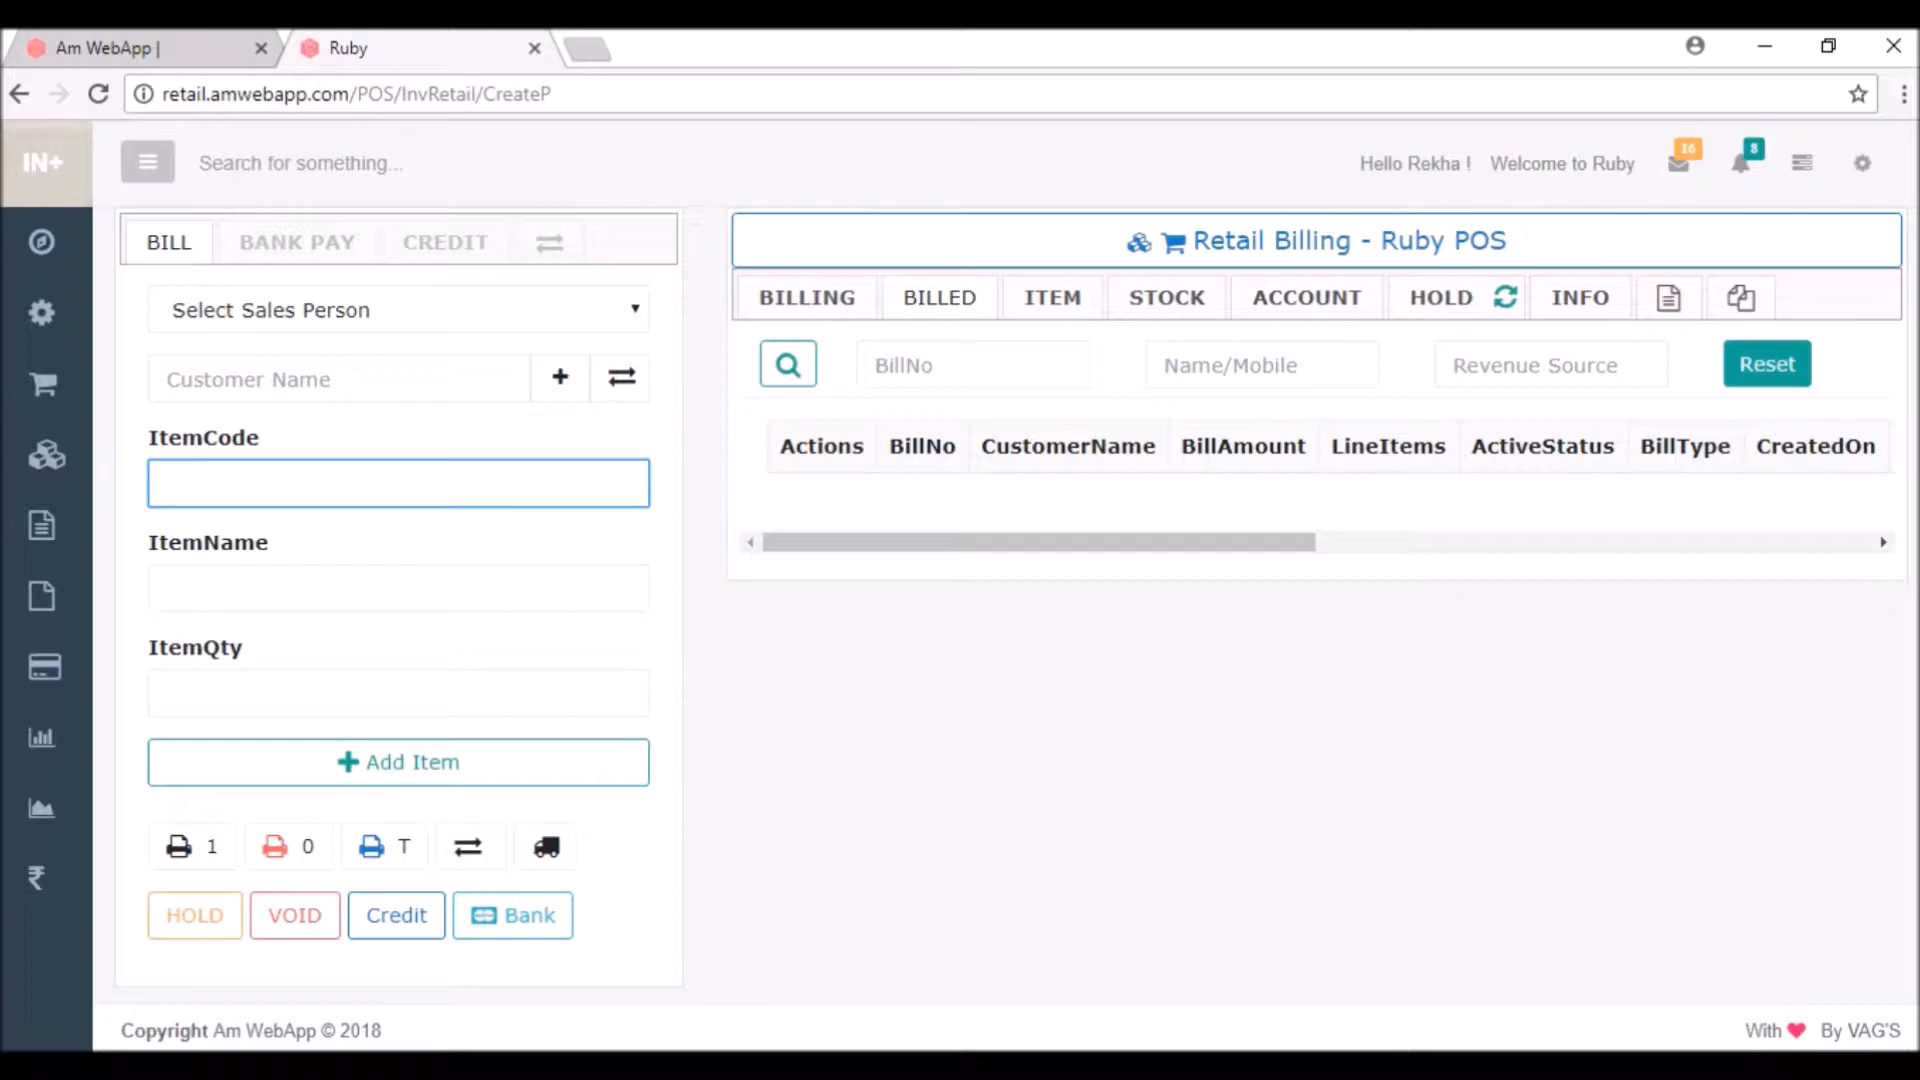 Am WebApp |
Ruby
retail.amwebapp.com/POS/InvRetail/CreateP
IN+
Search for something...
Hello Rekha !
Welcome to Ruby
16
8
BILL
BANK PAY
CREDIT
Select Sales Person
Customer Name
ItemCode
ItemName
ItemQty
Add Item
1
0
T
HOLD
VOID
Credit
Bank
Retail Billing - Ruby POS
BILLING
BILLED
ITEM
STOCK
ACCOUNT
HOLD
INFO
BillNo
Name/Mobile
Revenue Source
Reset
Actions BillNo CustomerName BillAmount LineItems ActiveStatus BillType CreatedOn
Copyright Am WebApp © 2018
With ♥ By VAG'S